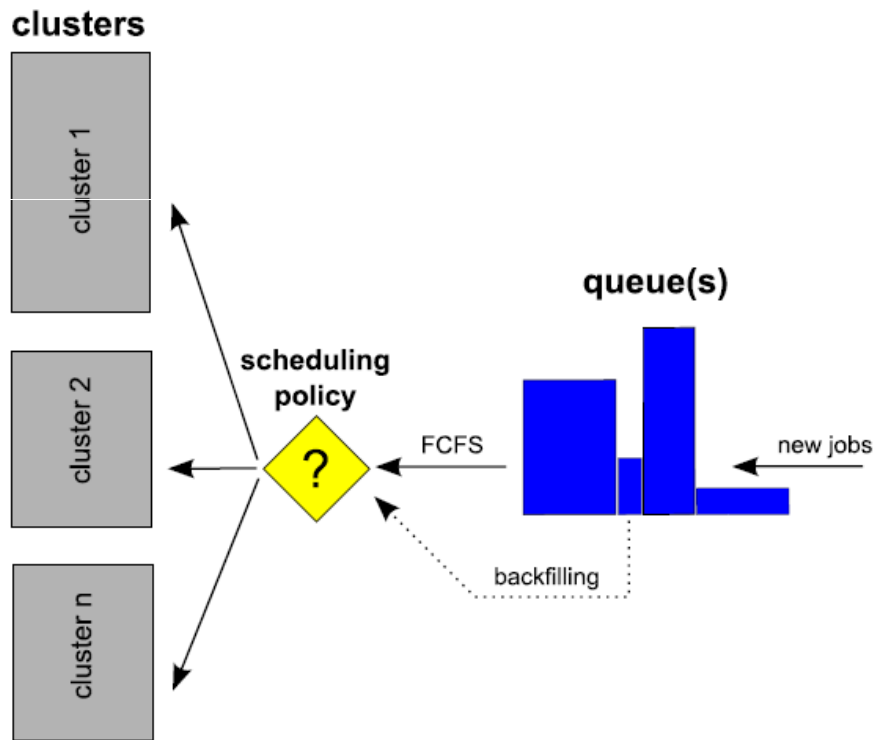 clusters
cluster 1
queue(s)
scheduling
policy
cluster 2
?
FCFS
new jobs
backfilling
cluster n